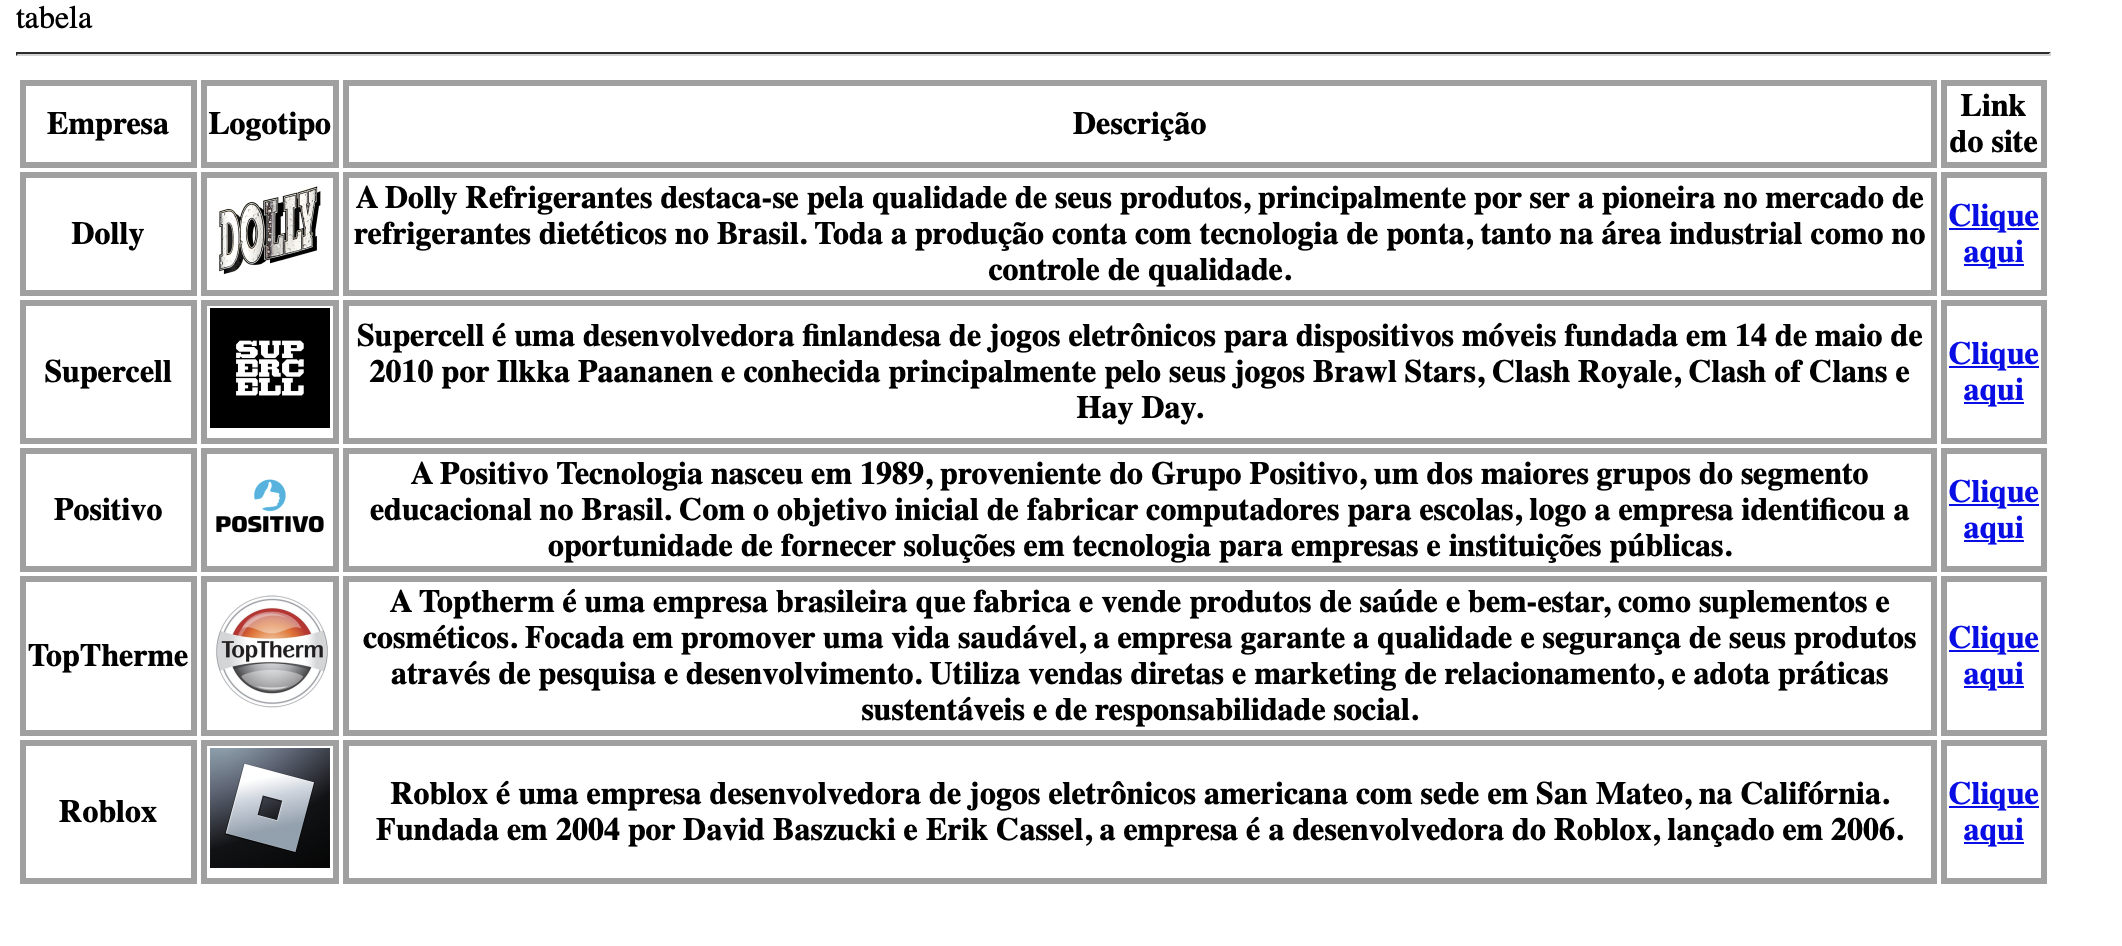 tabela
Empresa
Logotipo
Descrição
Link
do site
Dolly
DOLLY
A Dolly Refrigerantes destaca-se pela qualidade de seus produtos, principalmente por ser a pioneira no mercado de
refrigerantes dietéticos no Brasil. Toda a produção conta com tecnologia de ponta, tanto na área industrial como no
controle de qualidade.
Clique
aqui
Supercell
SUP
ERC
ELL
Supercell é uma desenvolvedora finlandesa de jogos eletrônicos para dispositivos móveis fundada em 14 de maio de
2010 por Ilkka Paananen e conhecida principalmente pelo seus jogos Brawl Stars, Clash Royale, Clash of Clans e
Hay Day.
Clique
aqui
Positivo
POSITIVO
A Positivo Tecnologia nasceu em 1989, proveniente do Grupo Positivo, um dos maiores grupos do segmento
educacional no Brasil. Com o objetivo inicial de fabricar computadores para escolas, logo a empresa identificou a
oportunidade de fornecer soluções em tecnologia para empresas e instituições públicas.
Clique
aqui
TopTherme
TopTherm
A Toptherm é uma empresa brasileira que fabrica e vende produtos de saúde e bem-estar, como suplementos e
cosméticos. Focada em promover uma vida saudável, a empresa garante a qualidade e segurança de seus produtos
através de pesquisa e desenvolvimento. Utiliza vendas diretas e marketing de relacionamento, e adota práticas
sustentáveis e de responsabilidade social.
Clique
aqui
Roblox
Roblox é uma empresa desenvolvedora de jogos eletrônicos americana com sede em San Mateo, na Califórnia.
Fundada em 2004 por David Baszucki e Erik Cassel, a empresa é a desenvolvedora do Roblox, lançado em 2006.
Clique
aqui